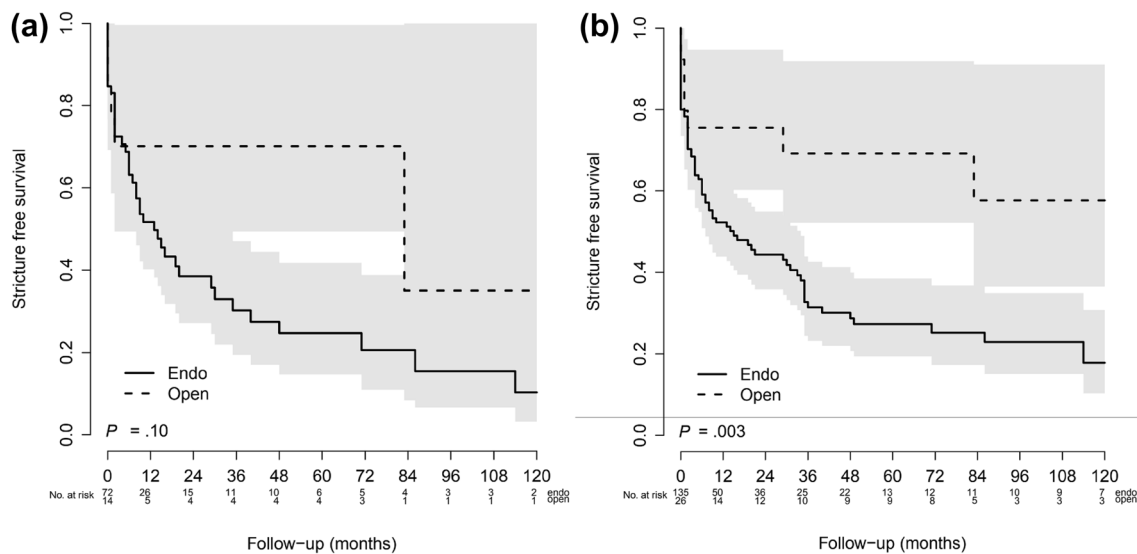 (a)
Stricture free survival
1.0
0.8
0.6
0.4
0.2
0.0
Endo
Open
P = .10
0 12 24 36 48 60 72 84 96 108 120
No. at risk 72 26 15 11 10 6 5 4 3 3 2 endo
14 5 4 4 4 4 3 1 1 1 1 open
Follow-up (months)
(b)
Stricture free survival
1.0
0.8
0.6
0.4
0.2
0.0
Endo
Open
P = .003
0 12 24 36 48 60 72 84 96 108 120
No. at risk 135 50 36 25 22 13 12 11 10 9 7 endo
26 14 12 10 9 9 8 5 3 3 3 open
Follow-up (months)